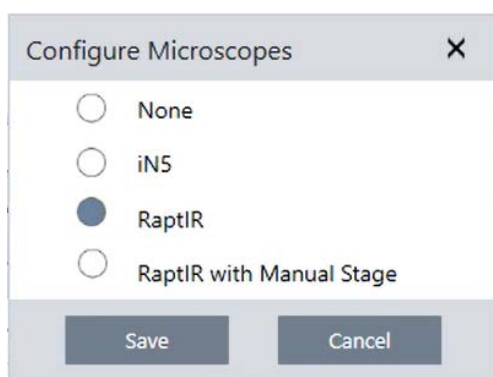 Configure Microscopes
None
iN5
RaptIR
RaptIR with Manual Stage
Save Cancel